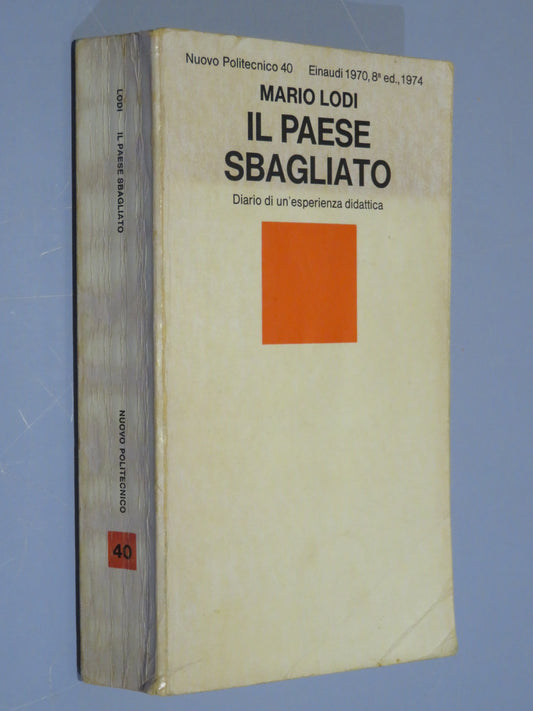 Nuovo Politecnico 40 Einaudi 1970, 8ª ed., 1974
MARIO LODI
IL PAESE
SBAGLIATO
Diario di un'esperienza didattica
LODI IL PAESE SBAGLIATO
NUOVO POLITECNICO
40